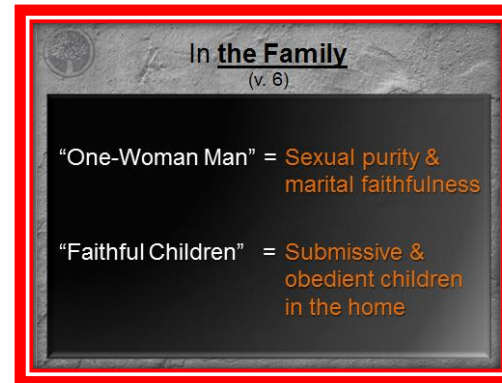 In the Family
(v. 6)
“One-Woman Man” = Sexual purity &
marital faithfulness
“Faithful Children” = Submissive &
obedient children
in the home